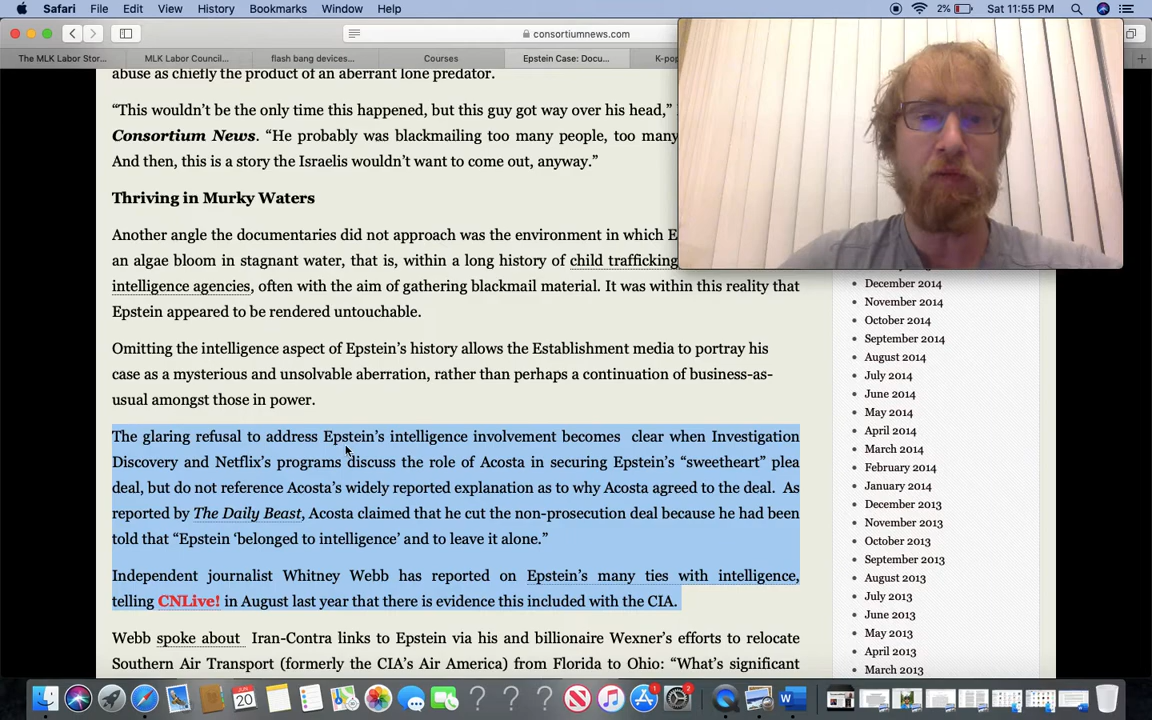 Safari File Edit View History Bookmarks Window Help 2% Sat 11:55 PM
consortiumnews.com
The MLK Labor Stor... MLK Labor Council... flash bang devices... Courses Epstein Case: Docu... K-pop
abuse as chiefly the product of an aberrant lone predator.
“This wouldn’t be the only time this happened, but this guy got way over his head,”
Consortium News. “He probably was blackmailing too many people, too many
And then, this is a story the Israelis wouldn’t want to come out, anyway.”
Thriving in Murky Waters
Another angle the documentaries did not approach was the environment in which E
an algae bloom in stagnant water, that is, within a long history of child trafficking
intelligence agencies, often with the aim of gathering blackmail material. It was within this reality that
Epstein appeared to be rendered untouchable.
Omitting the intelligence aspect of Epstein’s history allows the Establishment media to portray his
case as a mysterious and unsolvable aberration, rather than perhaps a continuation of business-as-
usual amongst those in power.
The glaring refusal to address Epstein’s intelligence involvement becomes clear when Investigation
Discovery and Netflix’s programs discuss the role of Acosta in securing Epstein’s “sweetheart” plea
deal, but do not reference Acosta’s widely reported explanation as to why Acosta agreed to the deal. As
reported by The Daily Beast, Acosta claimed that he cut the non-prosecution deal because he had been
told that “Epstein ‘belonged to intelligence’ and to leave it alone.”
Independent journalist Whitney Webb has reported on Epstein’s many ties with intelligence,
telling CNLive! in August last year that there is evidence this included with the CIA.
Webb spoke about Iran-Contra links to Epstein via his and billionaire Wexner’s efforts to relocate
Southern Air Transport (formerly the CIA’s Air America) from Florida to Ohio: “What’s significant
December 2014
November 2014
October 2014
September 2014
August 2014
July 2014
June 2014
May 2014
April 2014
March 2014
February 2014
January 2014
December 2013
November 2013
October 2013
September 2013
August 2013
July 2013
June 2013
May 2013
April 2013
March 2013
JUN
20